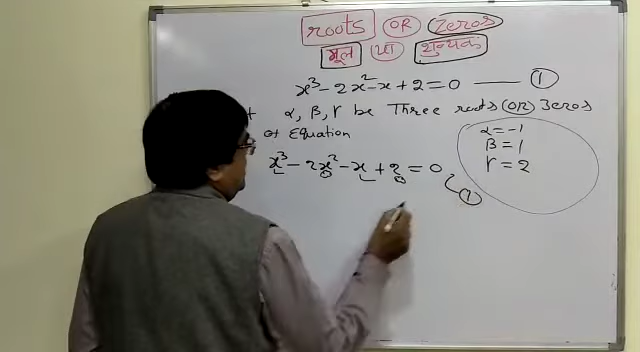 roots OR zeros
मूल या शून्यक
x³ - 2x² - x + 2 = 0 —— ①
α, β, γ be Three roots (OR) zeros
of Equation
α = -1
β = 1
γ = 2
x³ - 2x² - x + 2 = 0
①